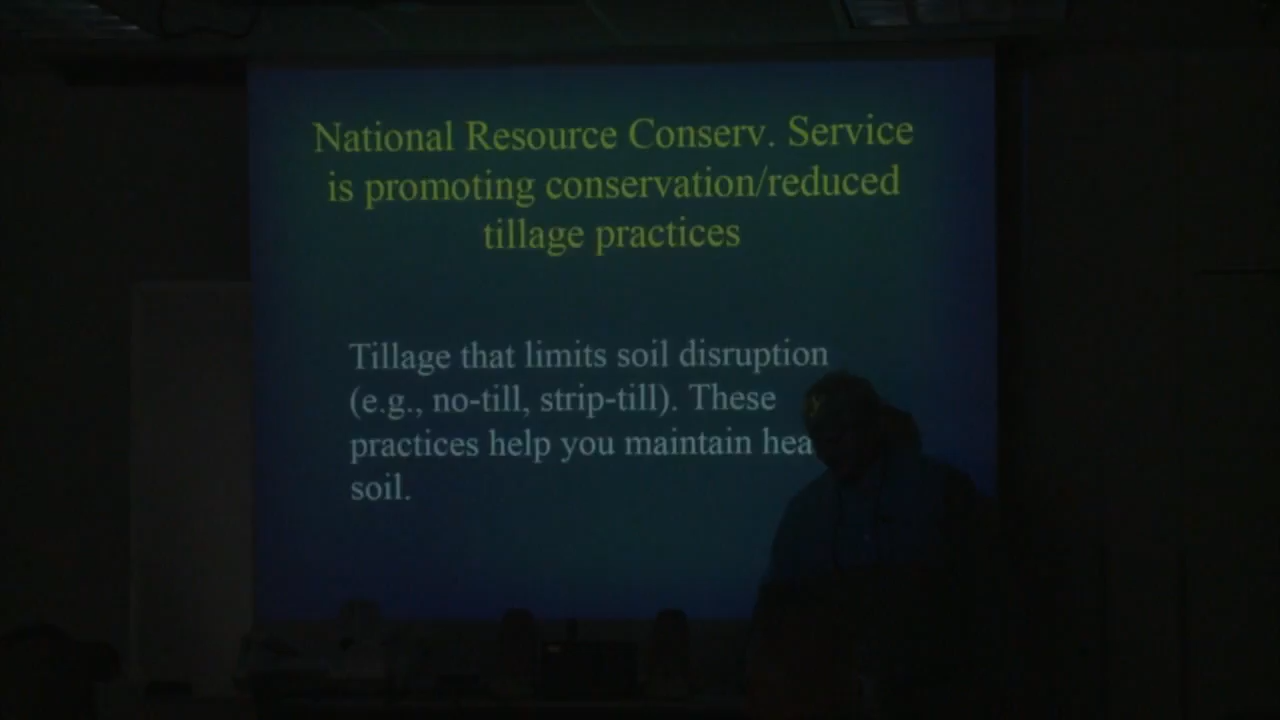 National Resource Conserv. Service
is promoting conservation/reduced
tillage practices
Tillage that limits soil disruption
(e.g., no-till, strip-till). These
practices help you maintain hea
soil.